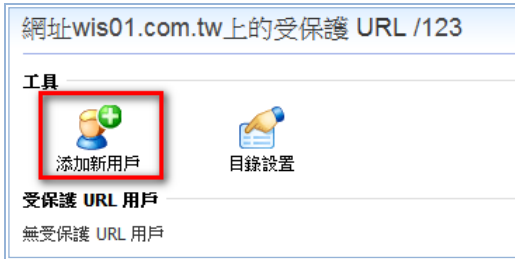 網址wis01.com.tw上的受保護 URL /123
工具
添加新用戶
目錄設置
受保護 URL 用戶
無受保護 URL 用戶